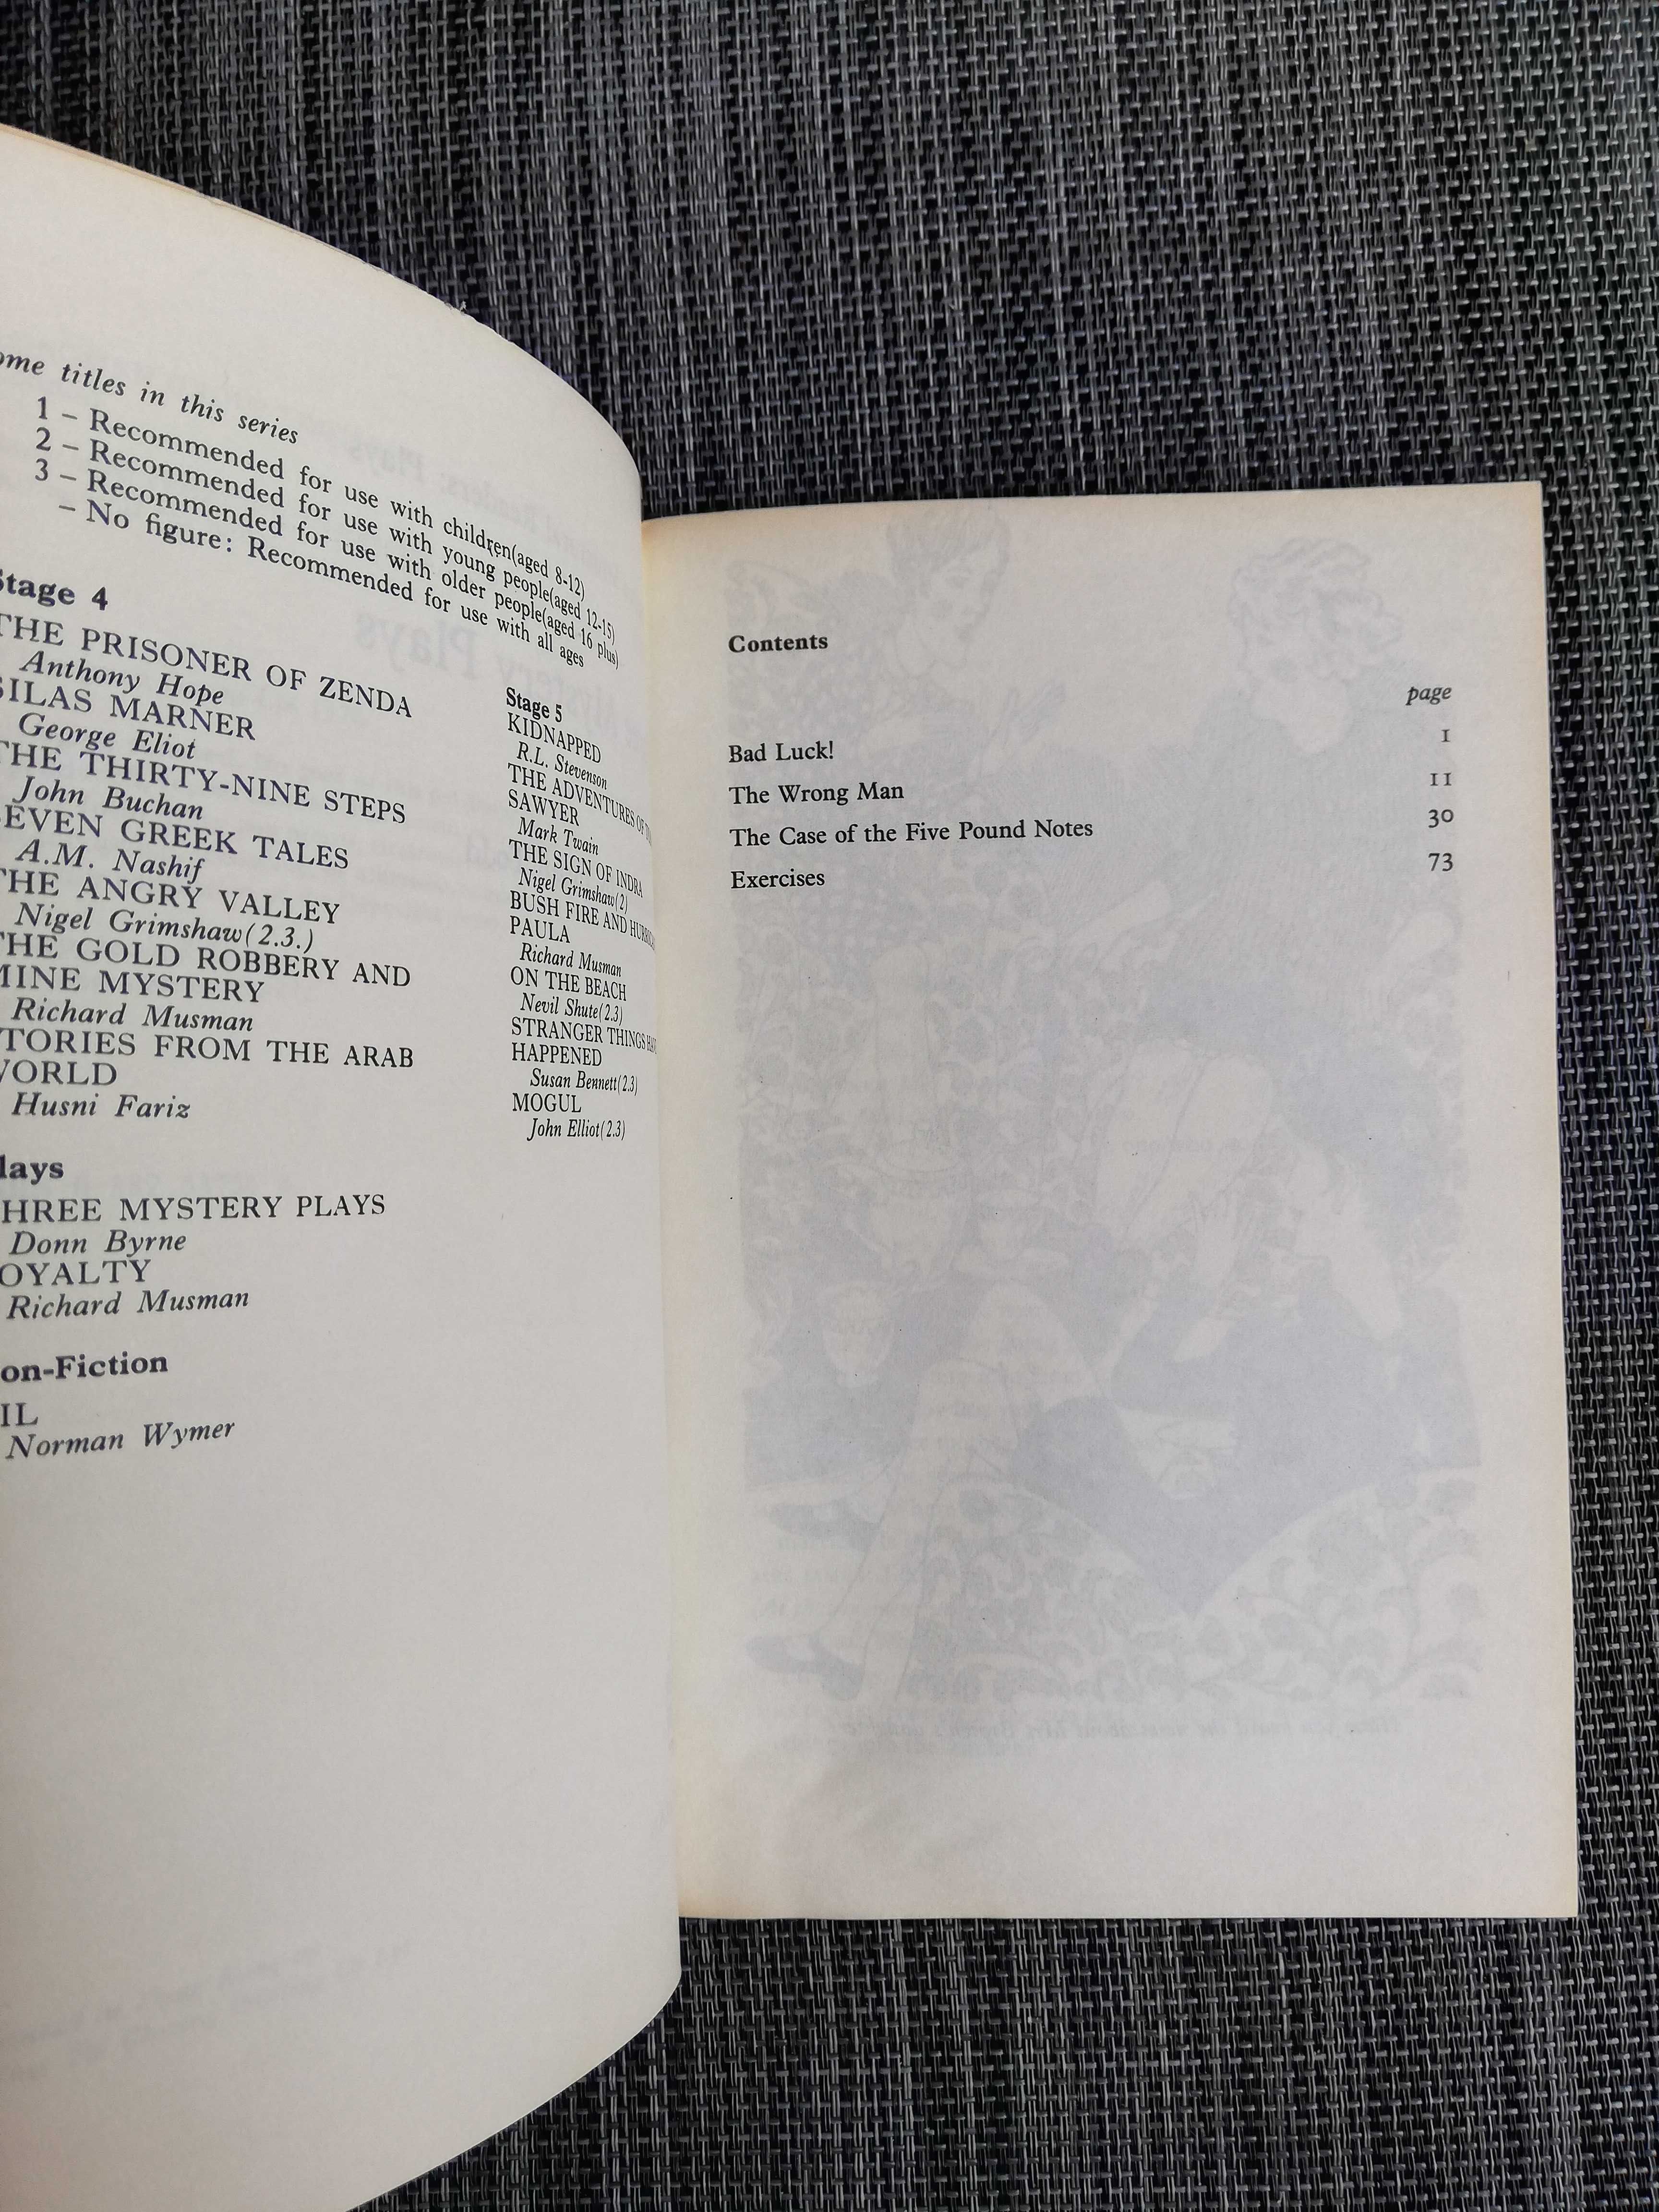 ome titles in this series
1 – Recommended for use with children(aged 8-12)
2 – Recommended for use with young people(aged 12-15)
3 – Recommended for use with older people(aged 16 plus)
– No figure: Recommended for use with all ages
Stage 4
THE PRISONER OF ZENDA
Anthony Hope
SILAS MARNER
George Eliot
THE THIRTY-NINE STEPS
John Buchan
EVEN GREEK TALES
A.M. Nashif
THE ANGRY VALLEY
Nigel Grimshaw(2.3.)
THE GOLD ROBBERY AND
MINE MYSTERY
Richard Musman
TORIES FROM THE ARAB
WORLD
Husni Fariz
lays
HREE MYSTERY PLAYS
Donn Byrne
OYALTY
Richard Musman
on-Fiction
IL
Norman Wymer
Stage 5
KIDNAPPED
R.L. Stevenson
THE ADVENTURES OF
SAWYER
Mark Twain
THE SIGN OF INDRA
Nigel Grimshaw(2)
BUSH FIRE AND
PAULA
Richard Musman
ON THE BEACH
Nevil Shute(2.3)
STRANGER THINGS
HAPPENED
Susan Bennett(2.3)
MOGUL
John Elliot(2.3)
Contents
page
Bad Luck! 1
The Wrong Man 11
The Case of the Five Pound Notes 30
Exercises 73